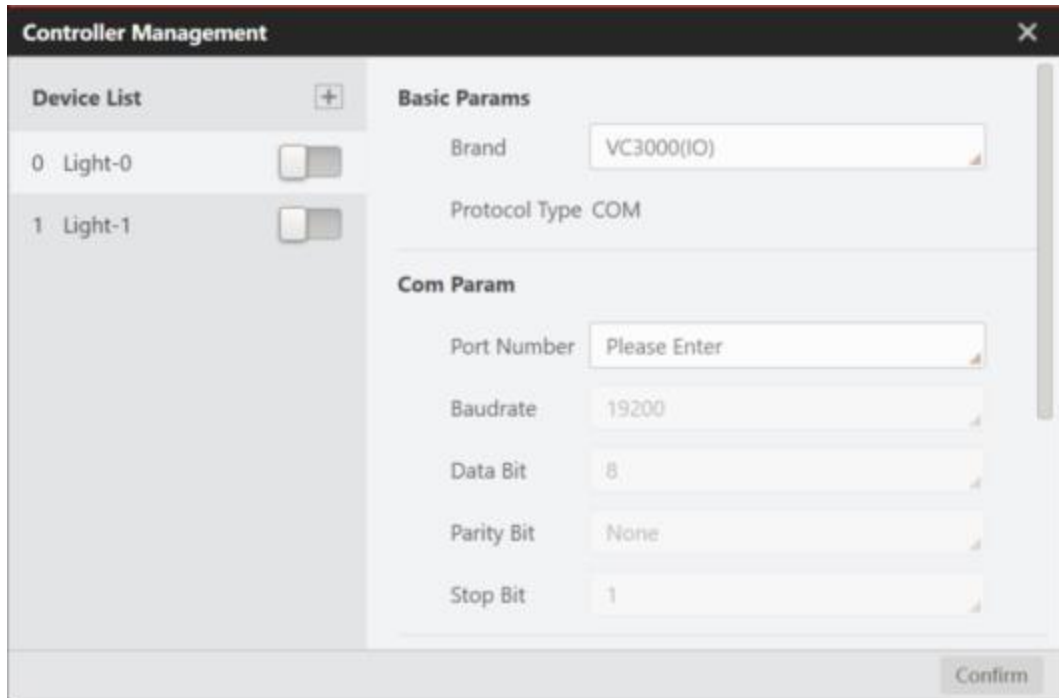 Controller Management
Device List
0 Light-0
1 Light-1
Basic Params
Brand VC3000(IO)
Protocol Type COM
Com Param
Port Number Please Enter
Baudrate 19200
Data Bit 8
Parity Bit None
Stop Bit 1
Confirm